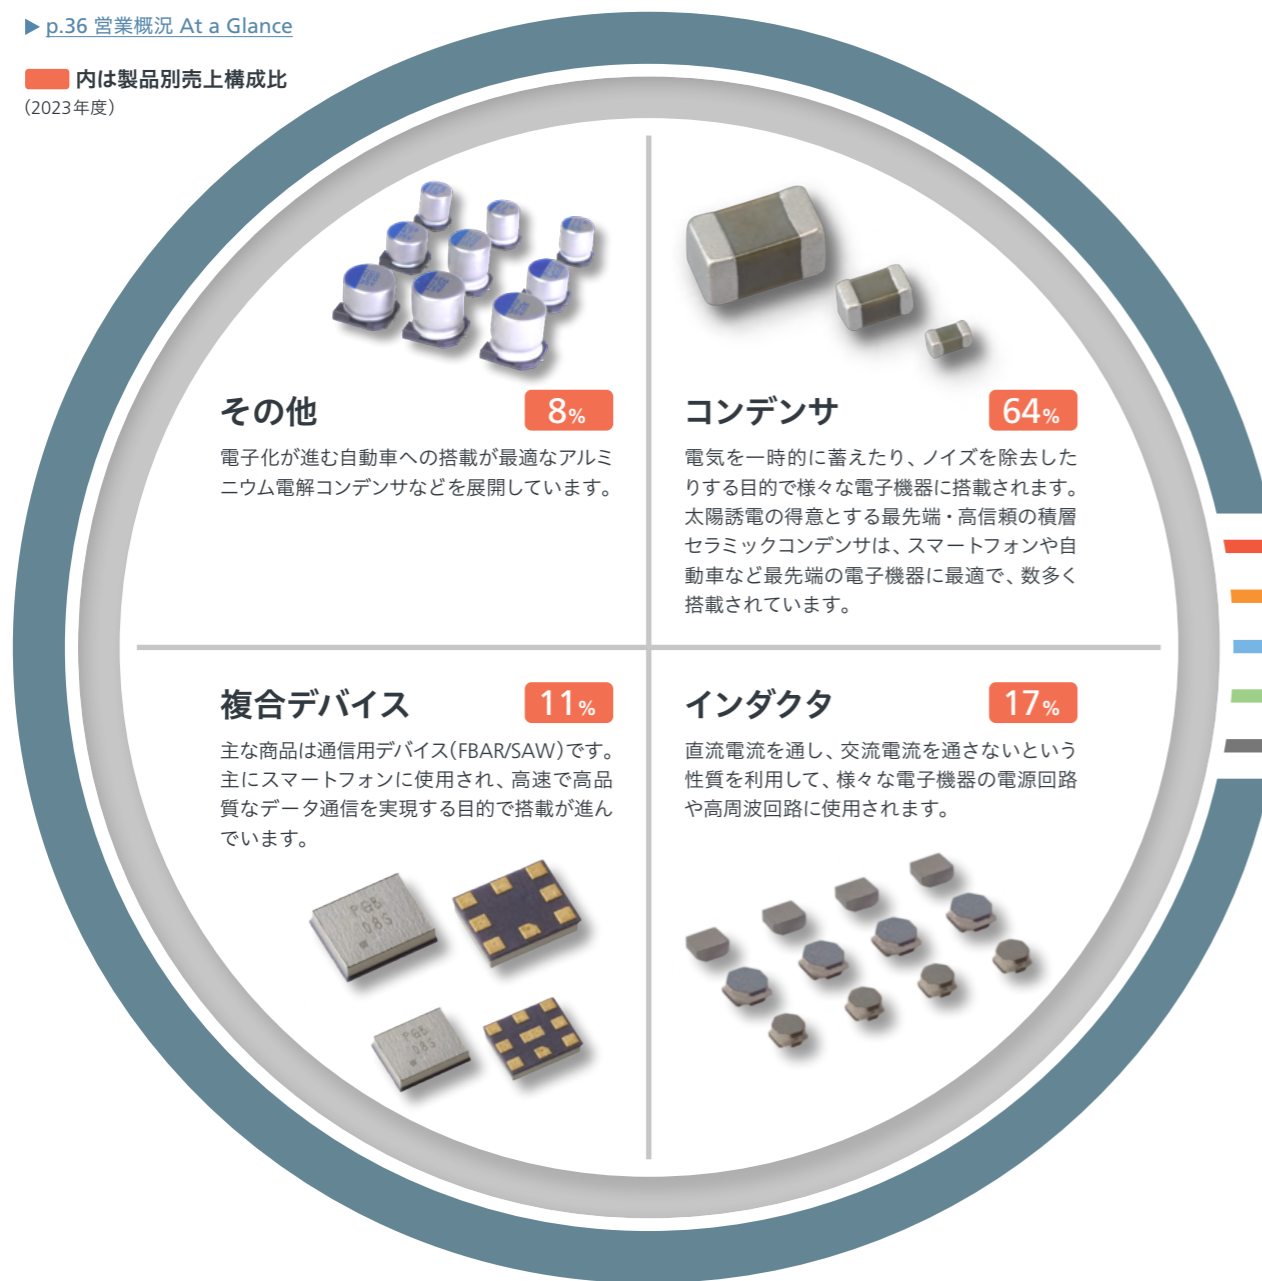 ▶ p.36 営業概況 At a Glance
内は製品別売上構成比
(2023年度)
その他 8%
電子化が進む自動車への搭載が最適なアルミ
ニウム電解コンデンサなどを展開しています。
コンデンサ 64%
電気を一時的に蓄えたり、ノイズを除去した
りする目的で様々な電子機器に搭載されます。
太陽誘電の得意とする最先端・高信頼の積層
セラミックコンデンサは、スマートフォンや自
動車など最先端の電子機器に最適で、数多く
搭載されています。
複合デバイス 11%
主な商品は通信用デバイス(FBAR/SAW)です。
主にスマートフォンに使用され、高速で高品
質なデータ通信を実現する目的で搭載が進ん
でいます。
インダクタ 17%
直流電流を通し、交流電流を通さないという
性質を利用して、様々な電子機器の電源回路
や高周波回路に使用されます。